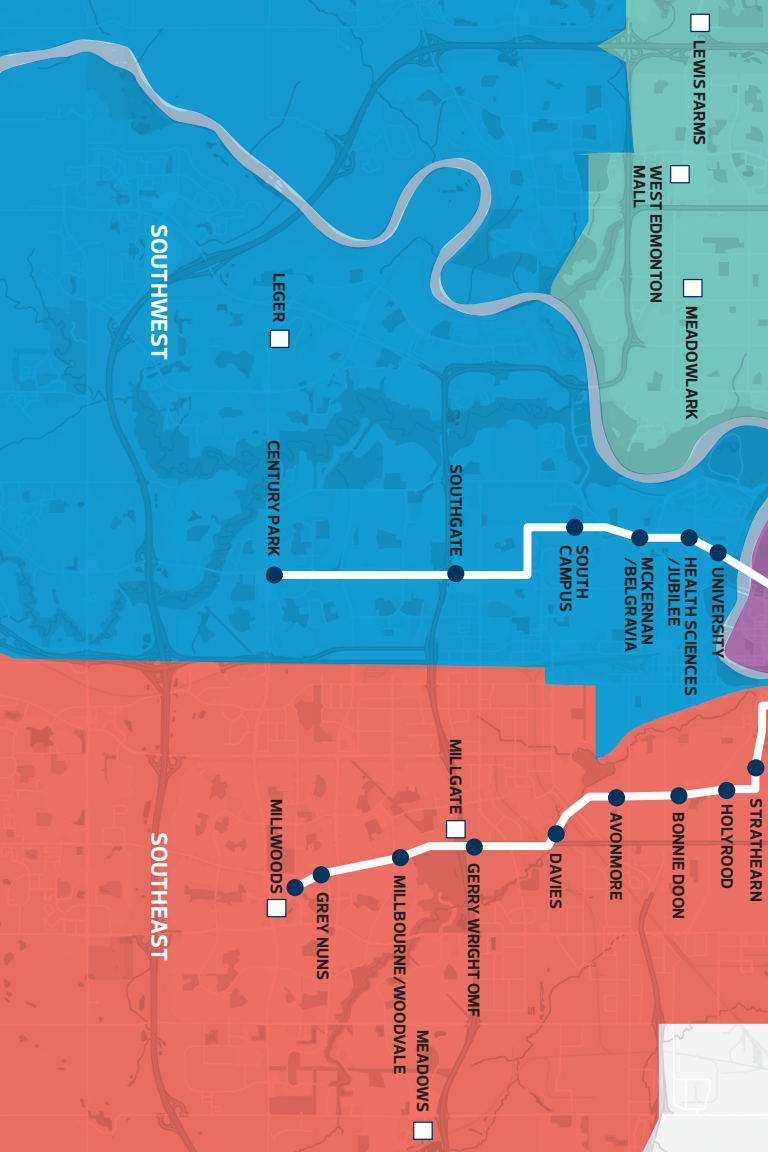 LEWIS FARMS
WEST EDMONTON
MALL
MEADOWLARK
SOUTHWEST
LEGER
CENTURY PARK
SOUTHGATE
SOUTH
CAMPUS
MCKERNAN
/BELGRAVIA
HEALTH SCIENCES
/JUBILEE
UNIVERSITY
STRATHEARN
HOLYROOD
BONNIE DOON
AVONMORE
DAVIES
MILLGATE
GERRY WRIGHT OMF
MILLBOURNE/WOODVALE
GREY NUNS
MILLWOODS
SOUTHEAST
MEADOWS